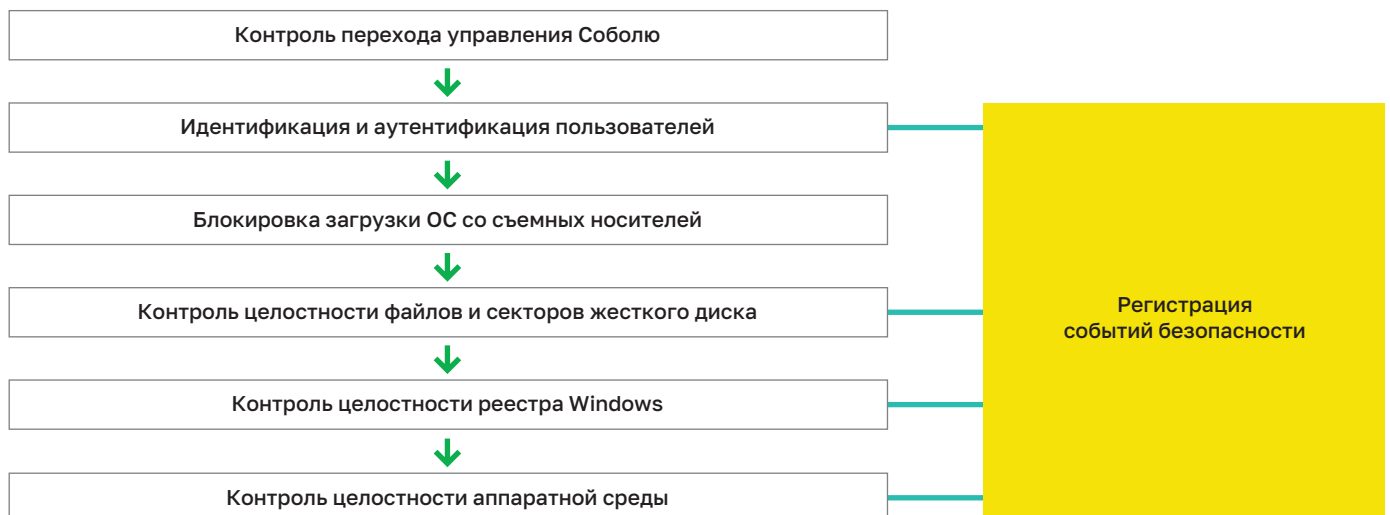 Контроль перехода управления Соболю
Идентификация и аутентификация пользователей
Блокировка загрузки ОС со съемных носителей
Контроль целостности файлов и секторов жесткого диска
Контроль целостности реестра Windows
Контроль целостности аппаратной среды
Регистрация
событий безопасности